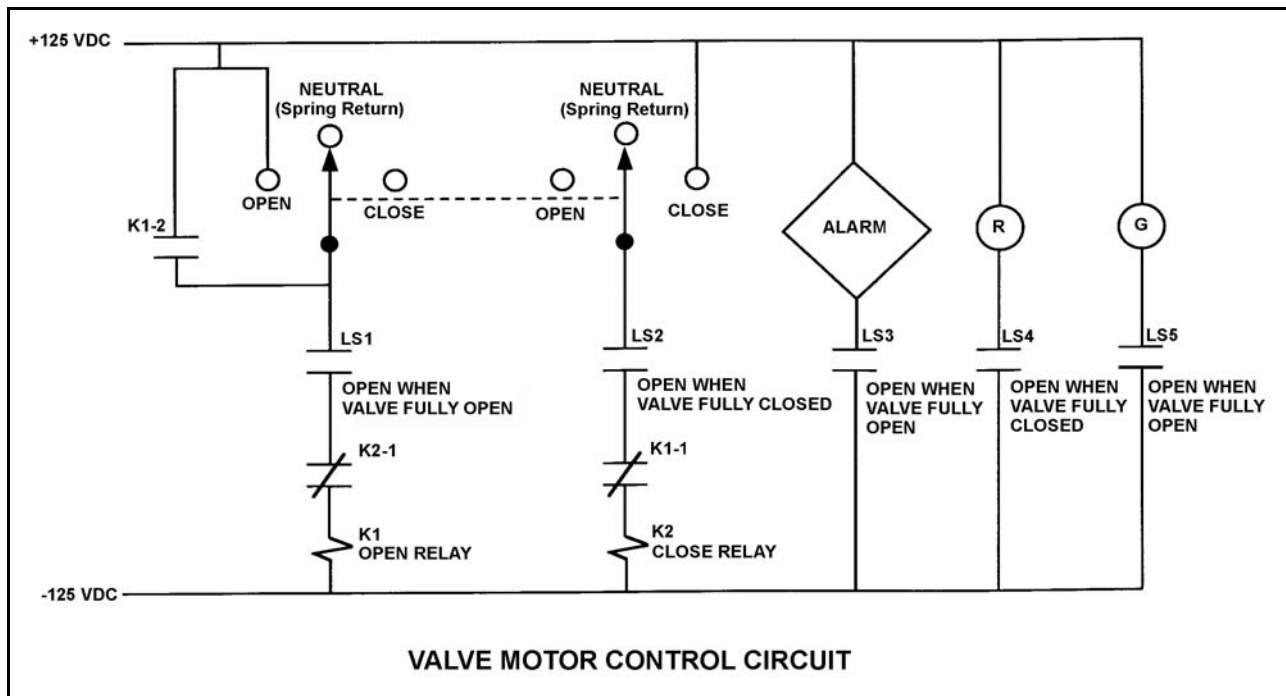 +125 VDC
NEUTRAL
(Spring Return)
NEUTRAL
(Spring Return)
OPEN
CLOSE
OPEN
CLOSE
K1-2
ALARM
R
G
LS1
OPEN WHEN
VALVE FULLY OPEN
LS2
OPEN WHEN
VALVE FULLY CLOSED
LS3
OPEN WHEN
VALVE FULLY
OPEN
LS4
OPEN WHEN
VALVE FULLY
CLOSED
LS5
OPEN WHEN
VALVE FULLY
OPEN
K2-1
K1-1
K1
OPEN RELAY
K2
CLOSE RELAY
-125 VDC
VALVE MOTOR CONTROL CIRCUIT